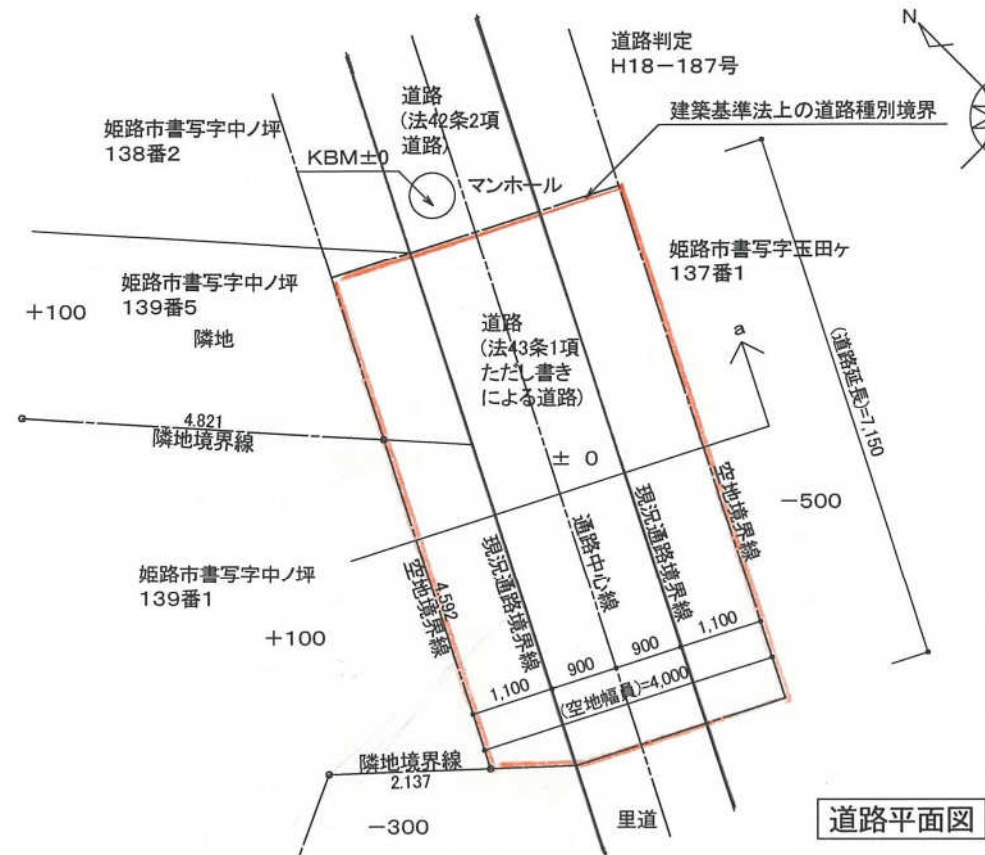 N
道路判定
H18－187号
道路
(法42条2項
道路)
建築基準法上の道路種別境界
姫路市書写字中ノ坪
138番2
KBM±0
マンホール
姫路市書写字玉田ヶ
137番1
姫路市書写字中ノ坪
139番5
＋100
隣地
道路
(法43条1項
ただし書き
による道路)
a
(道路延長)=7,150
4.821
隣地境界線
± 0
－500
空地境界線
現況通路境界線
通路中心線
現況通路境界線
空地境界線
4.592
姫路市書写字中ノ坪
139番1
＋100
1,100
900
900
1,100
(空地幅員)=4,000
隣地境界線
2.137
－300
里道
道路平面図